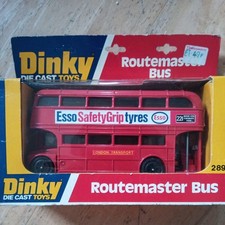 Dinky
DIE CAST TOYS
Routemaster
Bus
Esso SafetyGrip tyres
Esso
221
LONDON TRANSPORT
289
Dinky
DIE CAST TOYS
Routemaster Bus